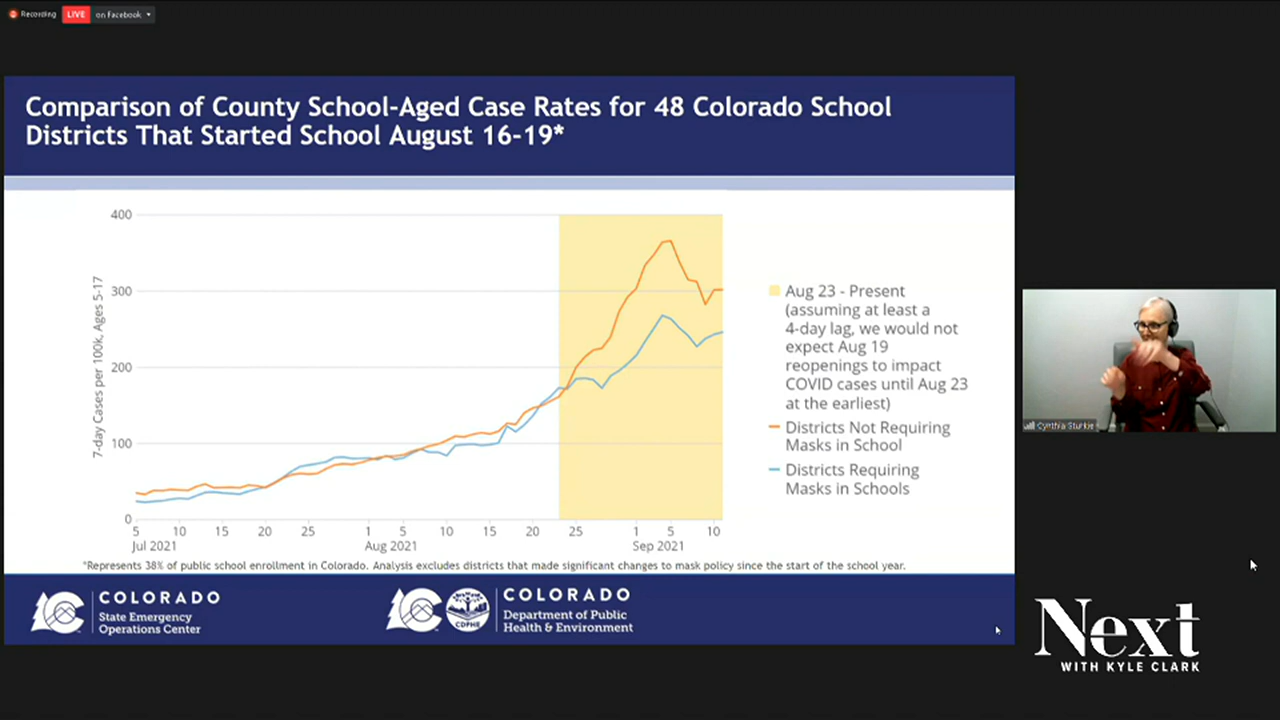 Recording
LIVE on Facebook
Comparison of County School-Aged Case Rates for 48 Colorado School
Districts That Started School August 16-19*
400
300
200
100
0
7-day Cases per 100k, Ages 5-17
5 10 15 20 25 1 5 10 15 20 25 1 5 10
Jul 2021 Aug 2021 Sep 2021
Aug 23 - Present
(assuming at least a
4-day lag, we would not
expect Aug 19
reopenings to impact
COVID cases until Aug 23
at the earliest)
Districts Not Requiring
Masks in School
Districts Requiring
Masks in Schools
*Represents 38% of public school enrollment in Colorado. Analysis excludes districts that made significant changes to mask policy since the start of the school year.
COLORADO
State Emergency
Operations Center
CDPHE
COLORADO
Department of Public
Health & Environment
Cynthia
Next
WITH KYLE CLARK